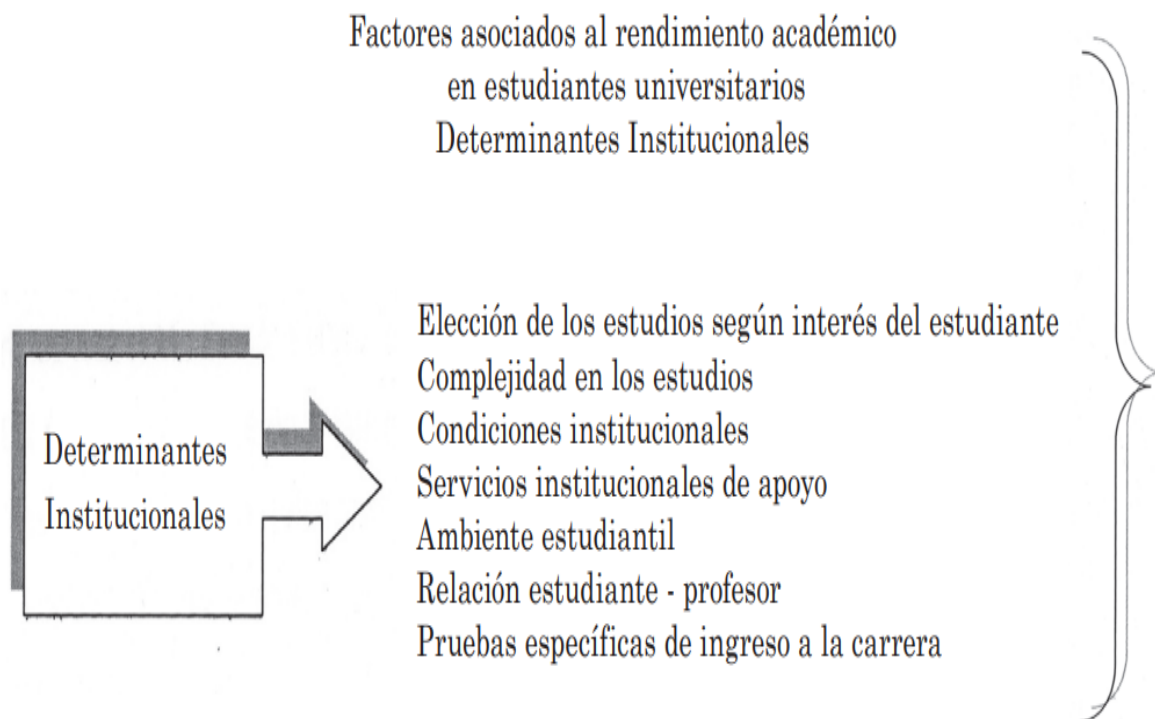 Factores asociados al rendimiento académico
en estudiantes universitarios
Determinantes Institucionales
Determinantes
Institucionales
Elección de los estudios según interés del estudiante
Complejidad en los estudios
Condiciones institucionales
Servicios institucionales de apoyo
Ambiente estudiantil
Relación estudiante - profesor
Pruebas específicas de ingreso a la carrera